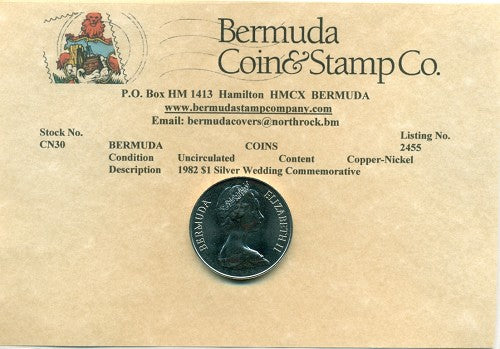 Bermuda
Coin&Stamp Co.
P.O. Box HM 1413 Hamilton HMCX BERMUDA
www.bermudastampcompany.com
Email: bermudacovers@northrock.bm
Stock No. Listing No.
CN30 BERMUDA COINS 2455
Condition Uncirculated Content Copper-Nickel
Description 1982 $1 Silver Wedding Commemorative
BERMUDA ELIZABETH II